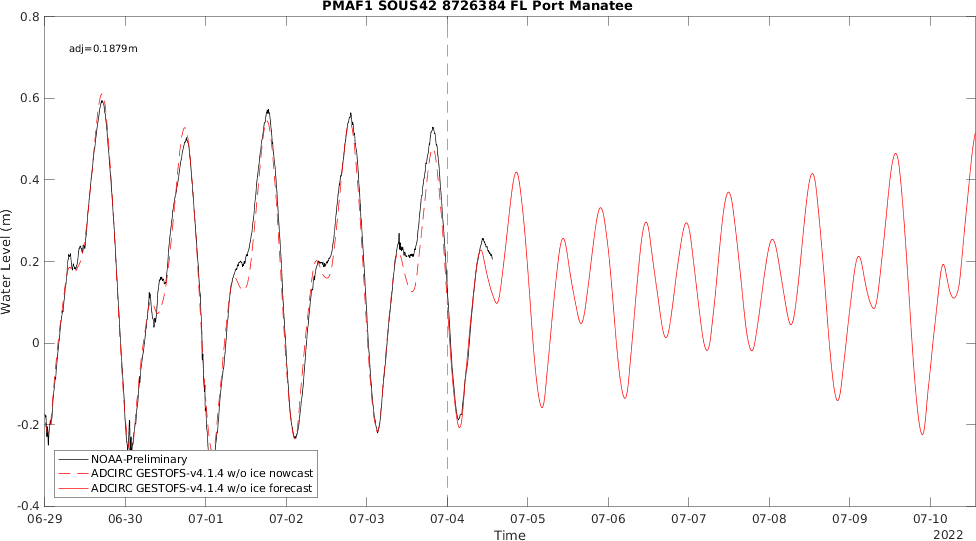 PMAF1 SOUS42 8726384 FL Port Manatee
0.8
adj=0.1879m
0.6
0.4
0.2
0
-0.2
-0.4
Water Level (m)
NOAA-Preliminary
ADCIRC GESTOFS-v4.1.4 w/o ice nowcast
ADCIRC GESTOFS-v4.1.4 w/o ice forecast
06-29 06-30 07-01 07-02 07-03 07-04 07-05 07-06 07-07 07-08 07-09 07-10
Time
2022